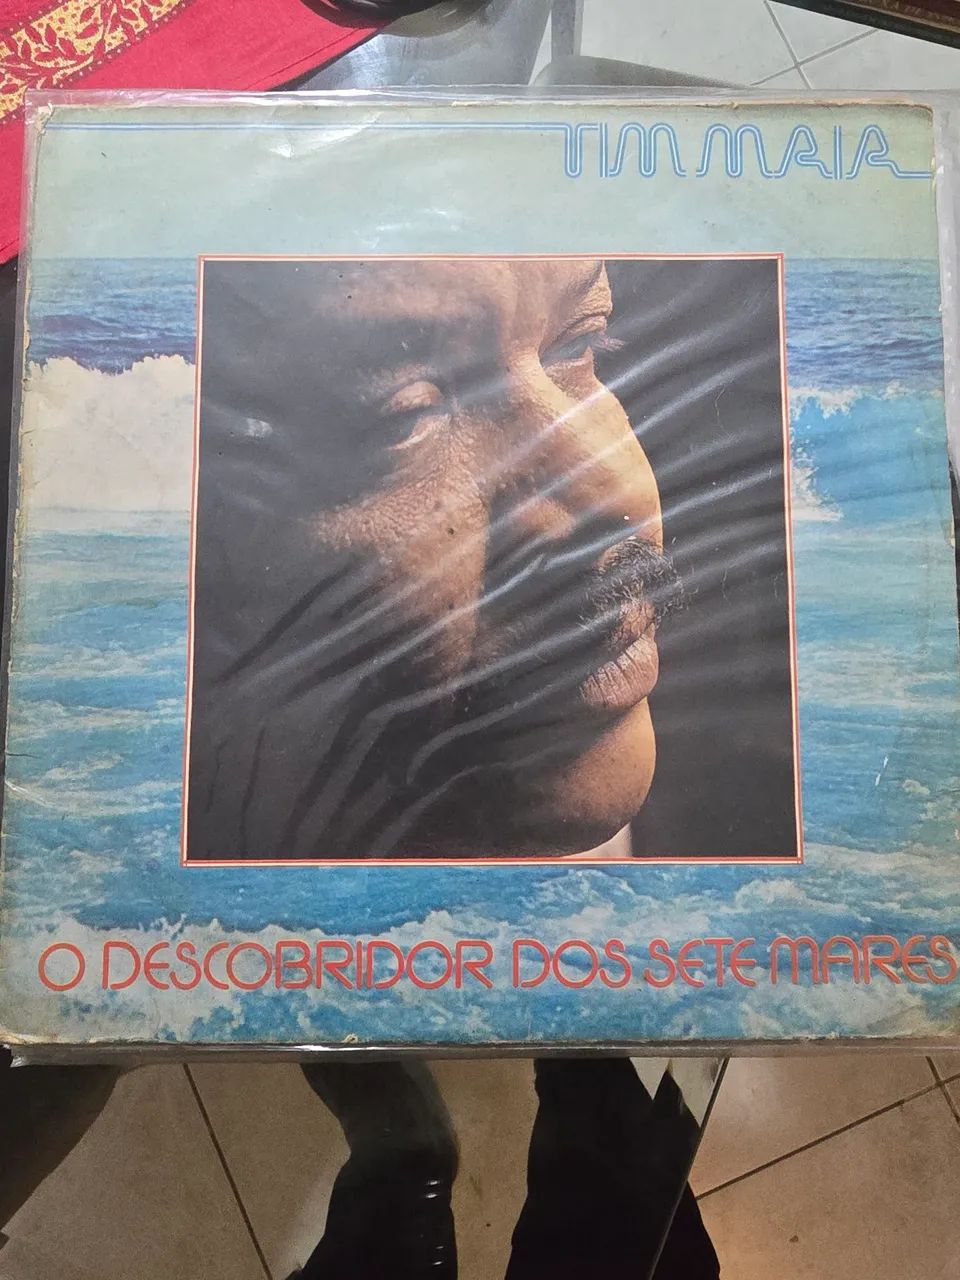 TIM MAIA
O DESCOBRIDOR DOS SETE MARES